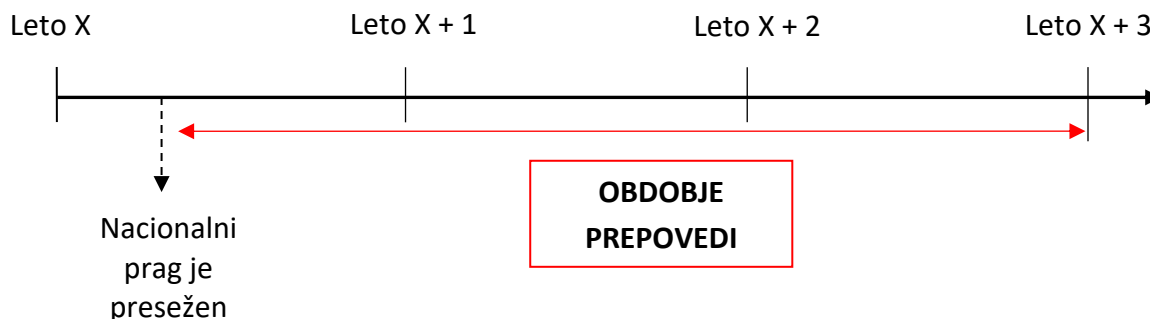 Leto X
Leto X + 1
Leto X + 2
Leto X + 3
Nacionalni
prag je
presežen
OBDOBJE
PREPOVEDI